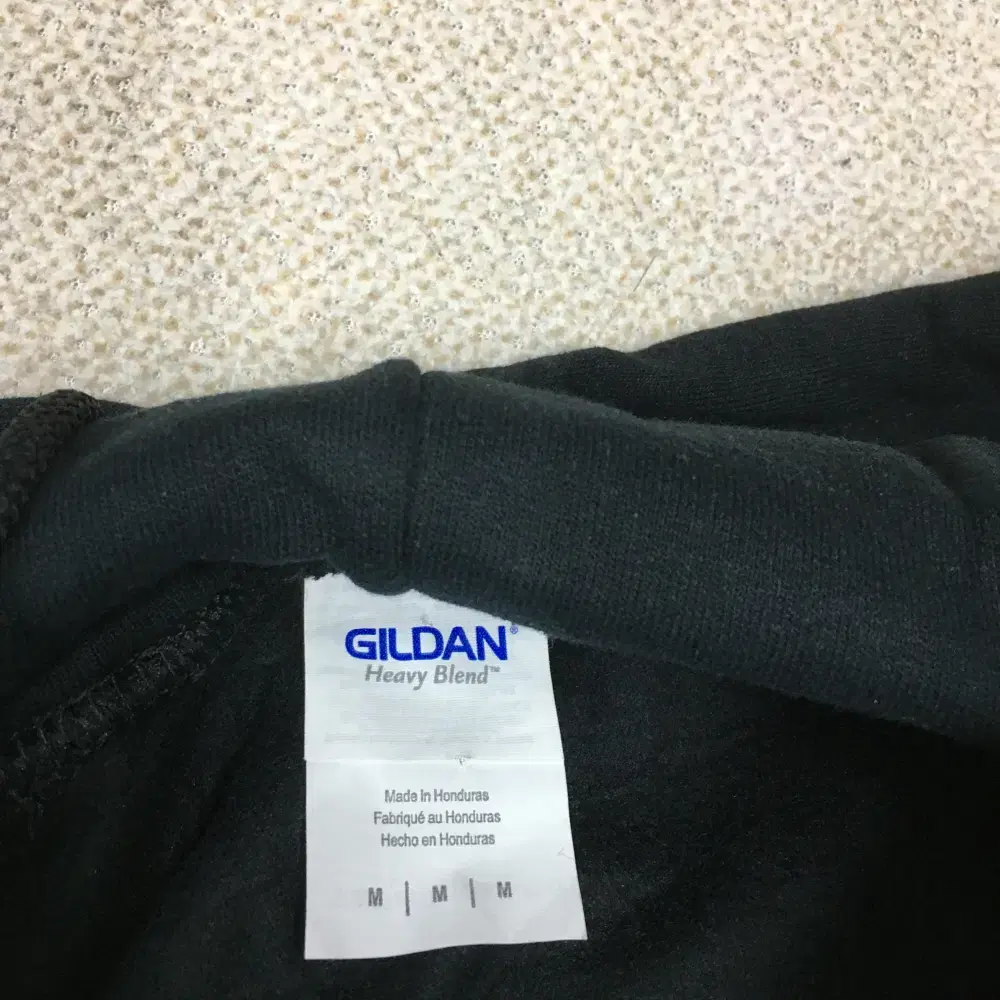 GILDAN®
Heavy Blend™
Made in Honduras
Fabriqué au Honduras
Hecho en Honduras
M | M | M